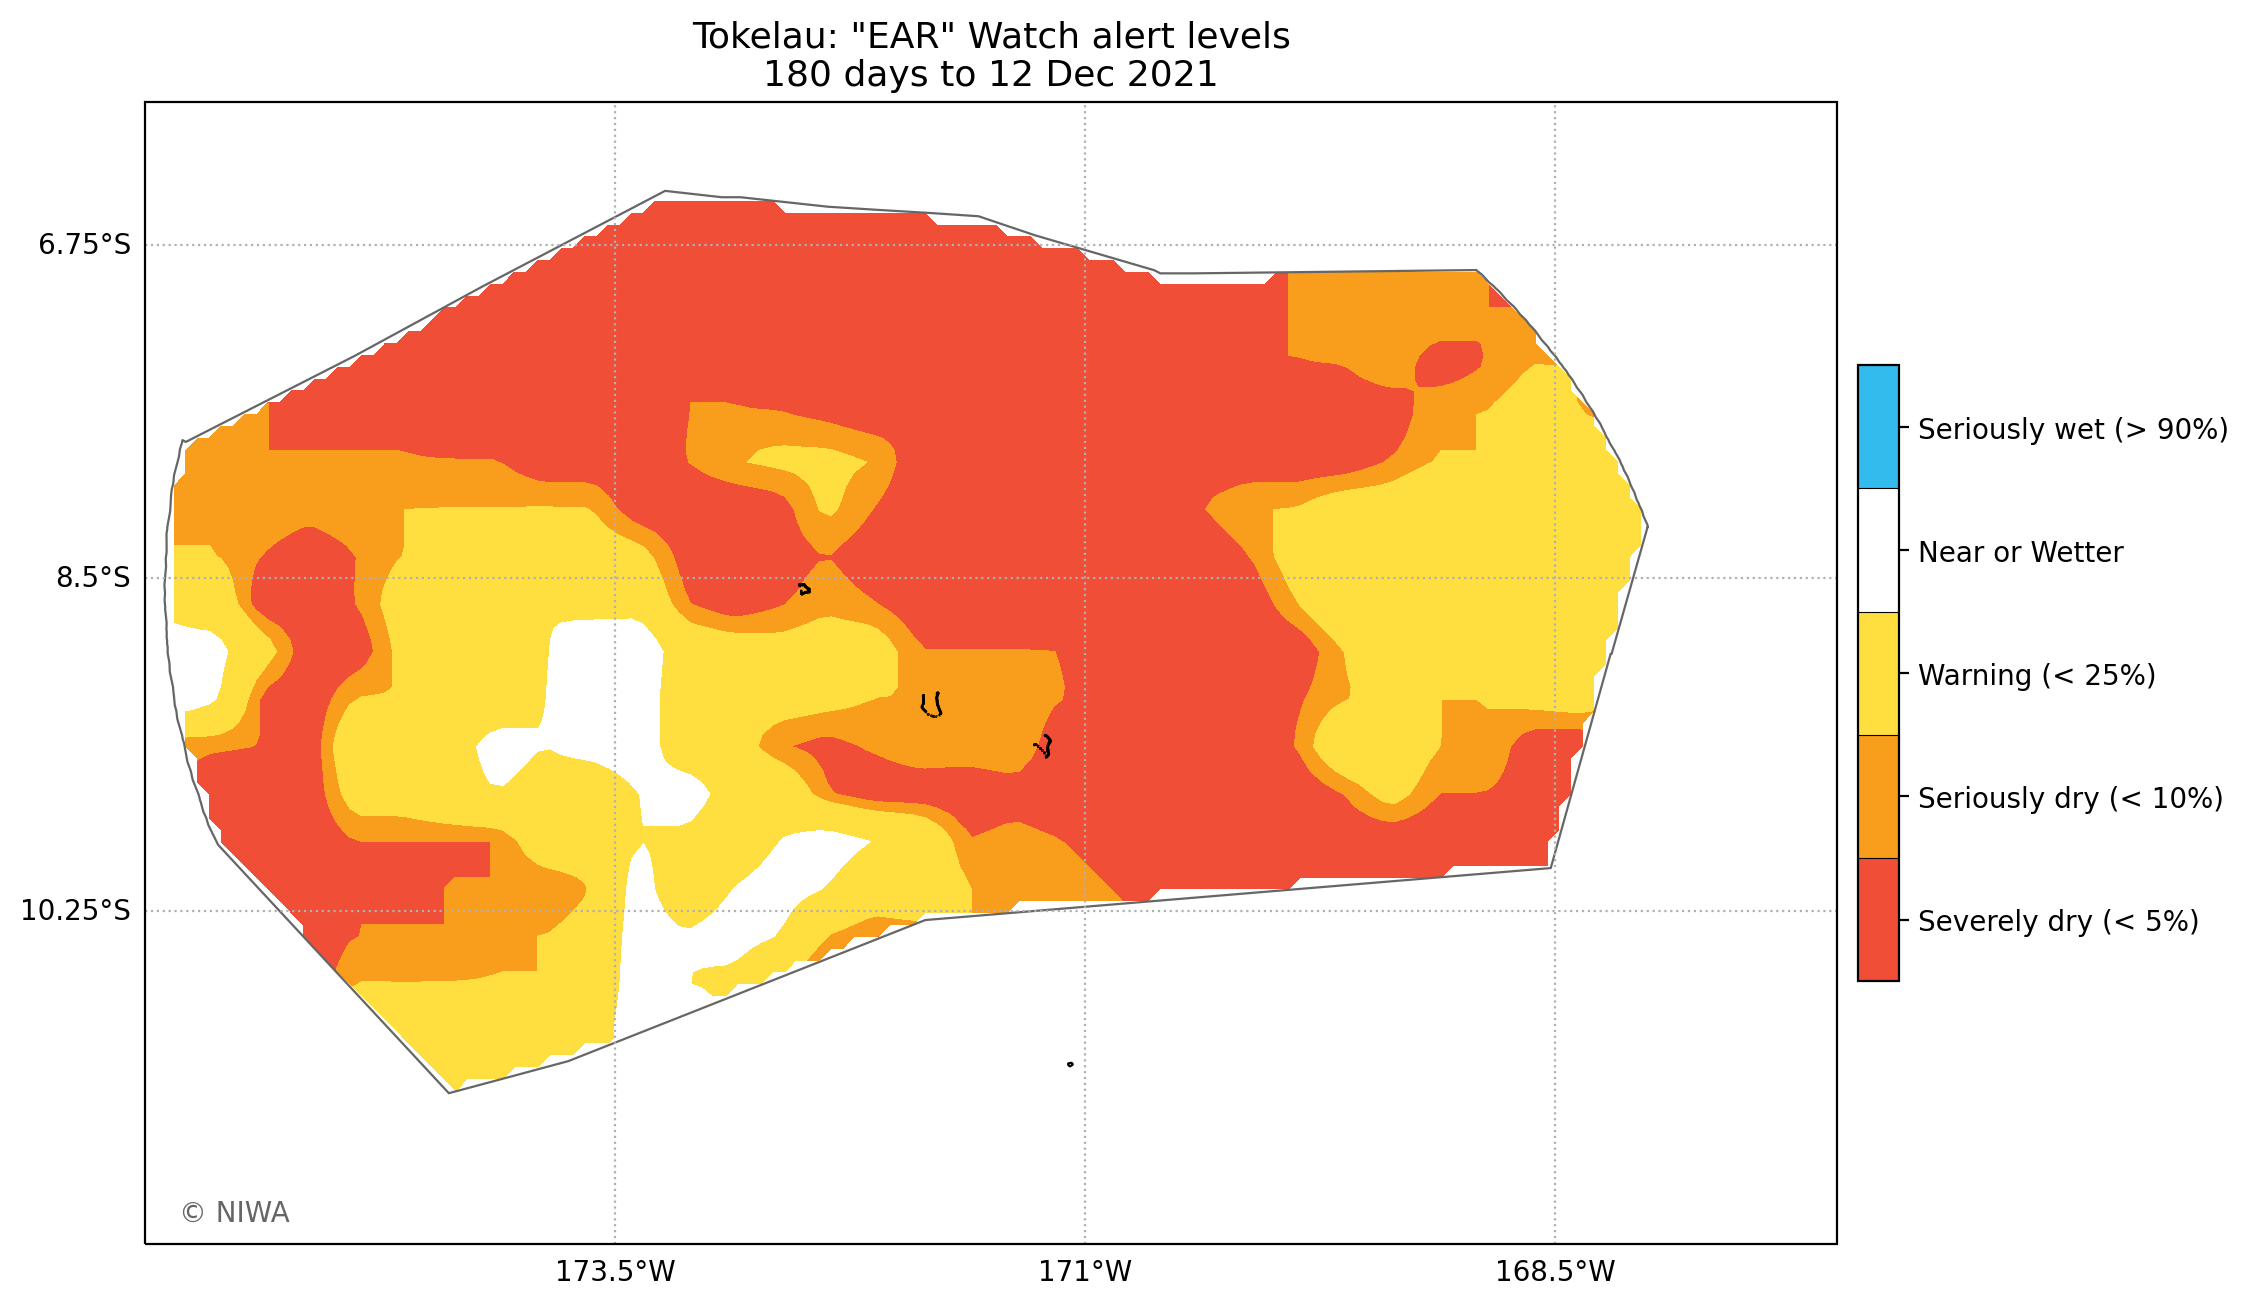 Tokelau: "EAR" Watch alert levels
180 days to 12 Dec 2021
6.75°S
8.5°S
10.25°S
173.5°W
171°W
168.5°W
Seriously wet (> 90%)
Near or Wetter
Warning (< 25%)
Seriously dry (< 10%)
Severely dry (< 5%)
© NIWA